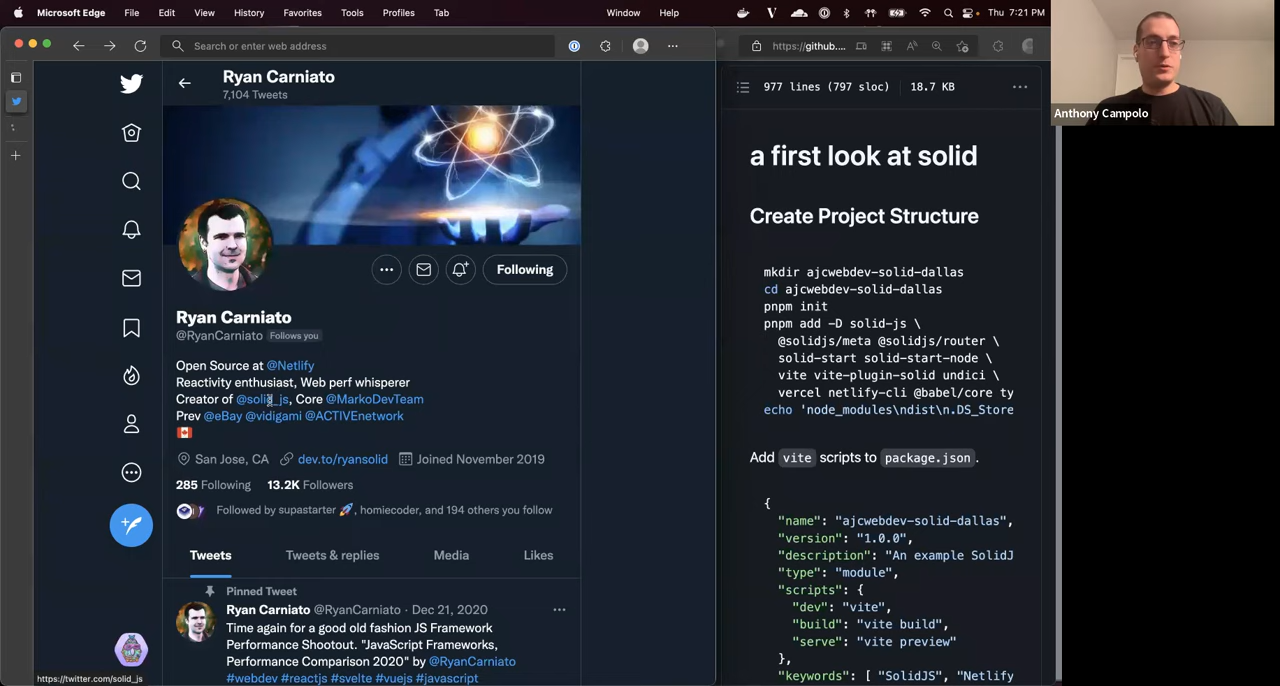 Microsoft Edge File Edit View History Favorites Tools Profiles Tab Window Help Thu 7:21 PM
Search or enter web address
https://github....
Ryan Carniato
7,104 Tweets
Following
Ryan Carniato
@RyanCarniato Follows you
Open Source at @Netlify
Reactivity enthusiast, Web perf whisperer
Creator of @solid_js, Core @MarkoDevTeam
Prev @eBay @vidigami @ACTIVEnetwork
San Jose, CA dev.to/ryansolid Joined November 2019
285 Following 13.2K Followers
Followed by supastarter 🚀, homiecoder, and 194 others you follow
Tweets Tweets & replies Media Likes
Pinned Tweet
Ryan Carniato @RyanCarniato · Dec 21, 2020
Time again for a good old fashion JS Framework
Performance Shootout. "JavaScript Frameworks,
Performance Comparison 2020" by @RyanCarniato
#webdev #reactjs #svelte #vuejs #javascript
https://twitter.com/solid_js
977 lines (797 sloc) 18.7 KB
a first look at solid
Create Project Structure
mkdir ajcwebdev-solid-dallas
cd ajcwebdev-solid-dallas
pnpm init
pnpm add -D solid-js \
@solidjs/meta @solidjs/router \
solid-start solid-start-node \
vite vite-plugin-solid undici \
vercel netlify-cli @babel/core ty
echo 'node_modules\ndist\n.DS_Store
Add vite scripts to package.json.
{
"name": "ajcwebdev-solid-dallas",
"version": "1.0.0",
"description": "An example SolidJ
"type": "module",
"scripts": {
"dev": "vite",
"build": "vite build",
"serve": "vite preview"
},
"keywords": [ "SolidJS", "Netlify
Anthony Campolo